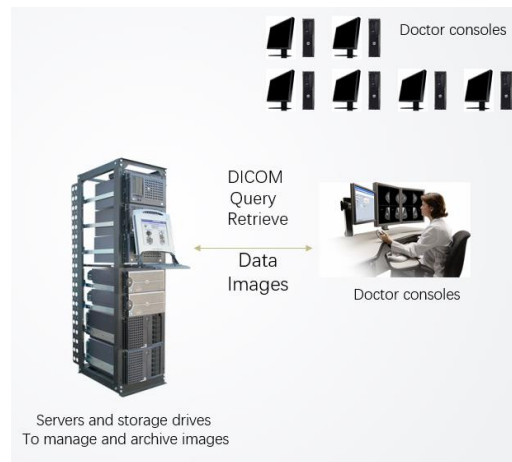 Doctor consoles
DICOM
Query
Retrieve
Data
Images
Doctor consoles
Servers and storage drives
To manage and archive images